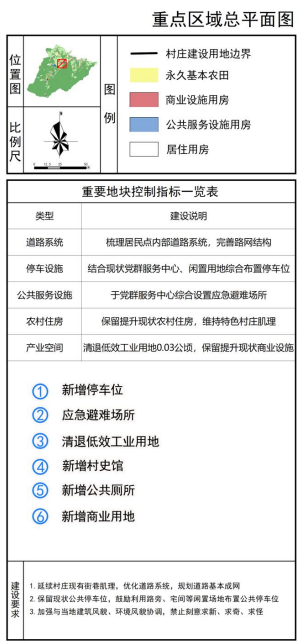 重点区域总平面图
位置图
比例尺
图例
村庄建设用地边界
永久基本农田
商业设施用房
公共服务设施用房
居住用房
重要地块控制指标一览表
类型 建设说明
道路系统 梳理居民点内部道路系统，完善路网结构
停车设施 结合现状党群服务中心、闲置用地综合布置停车位
公共服务设施 于党群服务中心综合设置应急避难场所
农村住房 保留提升现状农村住房，维持特色村庄肌理
产业空间 清退低效工业用地0.03公顷，保留提升现状商业设施
① 新增停车位
② 应急避难场所
③ 清退低效工业用地
④ 新增村史馆
⑤ 新增公共厕所
⑥ 新增商业用地
建设要求
1. 延续村庄现有街巷肌理，优化道路系统，规划道路基本成网
2. 保留现状公共停车位，鼓励利用路旁、宅间等闲置场地布置公共停车位
3. 加强与当地建筑风貌、环境风貌协调，禁止刻意求新、求奇、求怪